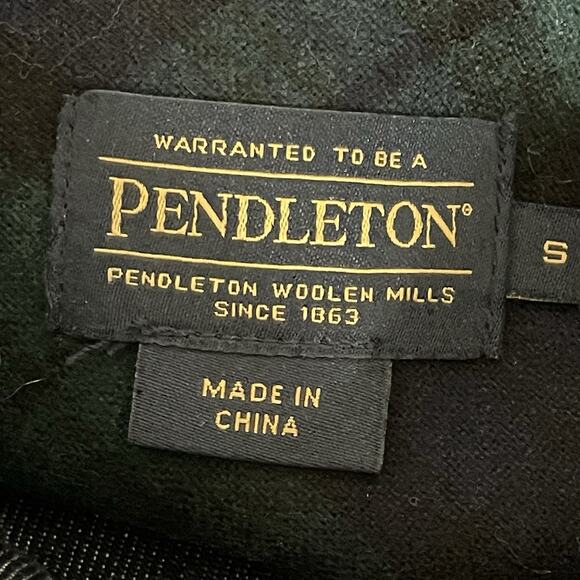 WARRANTED TO BE A
PENDLETON®
PENDLETON WOOLEN MILLS
SINCE 1863
S
MADE IN
CHINA